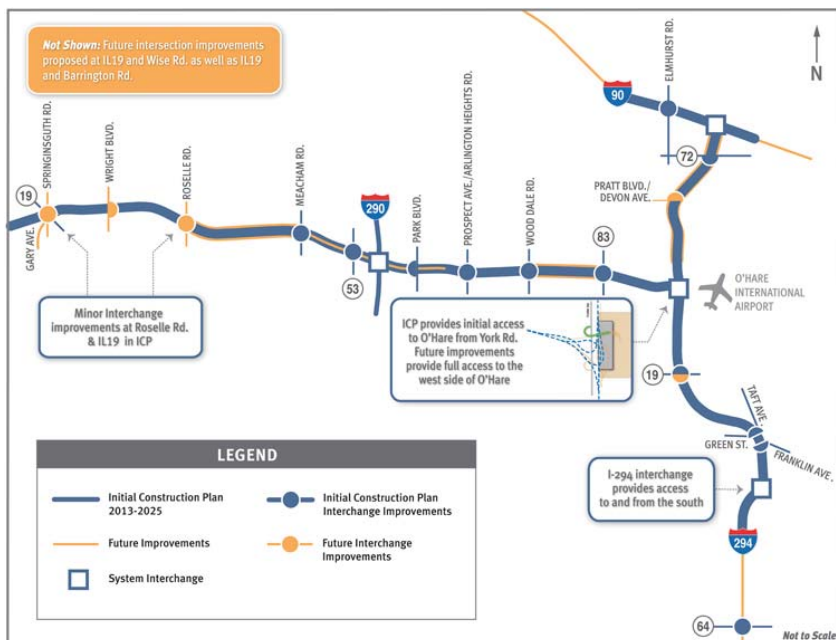 Not Shown: Future intersection improvements
proposed at IL19 and Wise Rd. as well as IL19
and Barrington Rd.
ELMHURST RD.
N
90
SPRINGINSGUTH RD.
WRIGHT BLVD.
ROSELLE RD.
MEACHAM RD.
PROSPECT AVE./ARLINGTON HEIGHTS RD.
72
19
290
PARK BLVD.
WOOD DALE RD.
PRATT BLVD./
DEVON AVE.
83
GARY AVE.
53
O'HARE
INTERNATIONAL
AIRPORT
Minor Interchange
improvements at Roselle Rd.
& IL19 in ICP
ICP provides initial access
to O'Hare from York Rd.
Future improvements
provide full access to the
west side of O'Hare
19
TAFT AVE.
GREEN ST.
FRANKLIN AVE.
LEGEND
Initial Construction Plan
2013-2025
Initial Construction Plan
Interchange Improvements
Future Improvements
Future Interchange
Improvements
System Interchange
I-294 interchange
provides access
to and from the south
294
64
Not to Scale